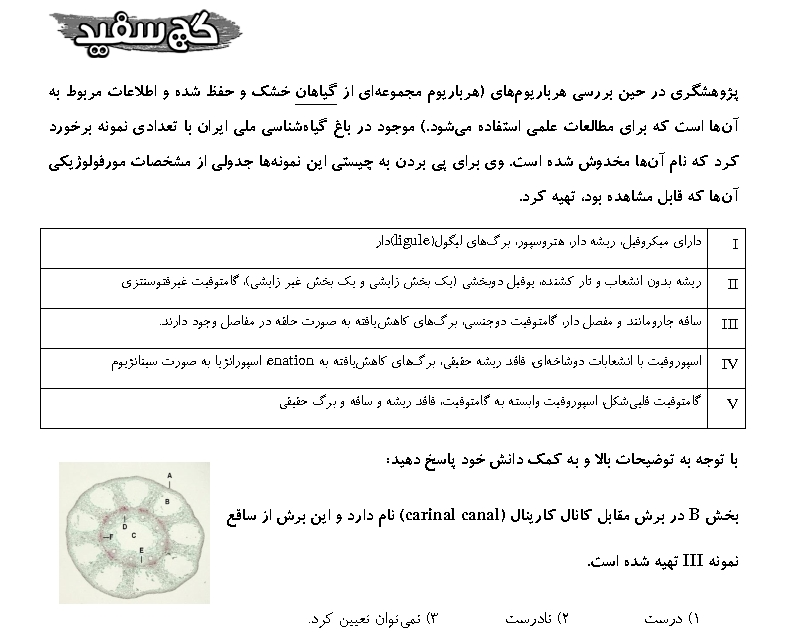 گچ سفید
پژوهشگری در حین بررسی هرباریوم‌های (هرباریوم مجموعه‌ای از گیاهان خشک و حفظ شده و اطلاعات مربوط به
آن‌ها است که برای مطالعات علمی استفاده می‌شود.) موجود در باغ گیاه‌شناسی ملی ایران با تعدادی نمونه برخورد
کرد که نام آن‌ها مخدوش شده است. وی برای پی بردن به چیستی این نمونه‌ها جدولی از مشخصات مورفولوژیکی
آن‌ها که قابل مشاهده بود، تهیه کرد.
I دارای میکروفیل، ریشه دار، هتروسپور، برگ‌های لیگول(ligule)دار
II ریشه بدون انشعاب و تار کشنده، یوفیل دوبخشی (یک بخش زایشی و یک بخش غیر زایشی)، گامتوفیت غیرفتوسنتزی
III ساقه جارومانند و مفصل دار، گامتوفیت دوجنسی، برگ‌های کاهش‌یافته به صورت حلقه در مفاصل وجود دارند.
IV اسپوروفیت با انشعابات دوشاخه‌ای، فاقد ریشه حقیقی، برگ‌های کاهش‌یافته به enation، اسپورانژیا به صورت سینانژیوم
V گامتوفیت قلبی‌شکل، اسپوروفیت وابسته به گامتوفیت، فاقد ریشه و ساقه و برگ حقیقی
با توجه به توضیحات بالا و به کمک دانش خود پاسخ دهید:
بخش B در برش مقابل کانال کارینال (carinal canal) نام دارد و این برش از ساقع
نمونه III تهیه شده است.
A
B
D
C
F
E
۱) درست ۲) نادرست ۳) نمی‌توان تعیین کرد.